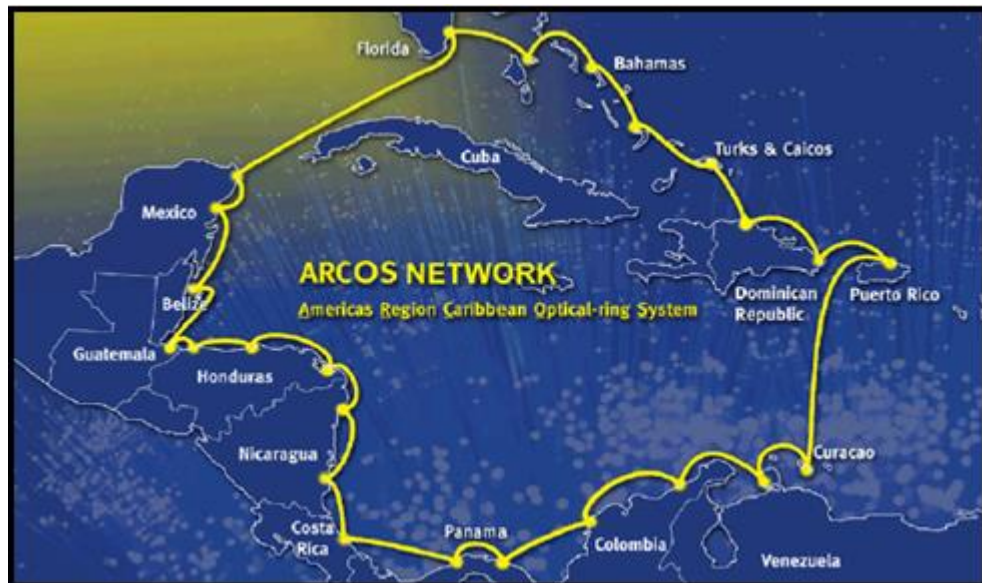 Florida
Bahamas
Cuba
Turks & Caicos
Mexico
ARCOS NETWORK
Americas Region Caribbean Optical-ring System
Belize
Dominican
Republic
Puerto Rico
Guatemala
Honduras
Nicaragua
Curacao
Costa
Rica
Panama
Colombia
Venezuela